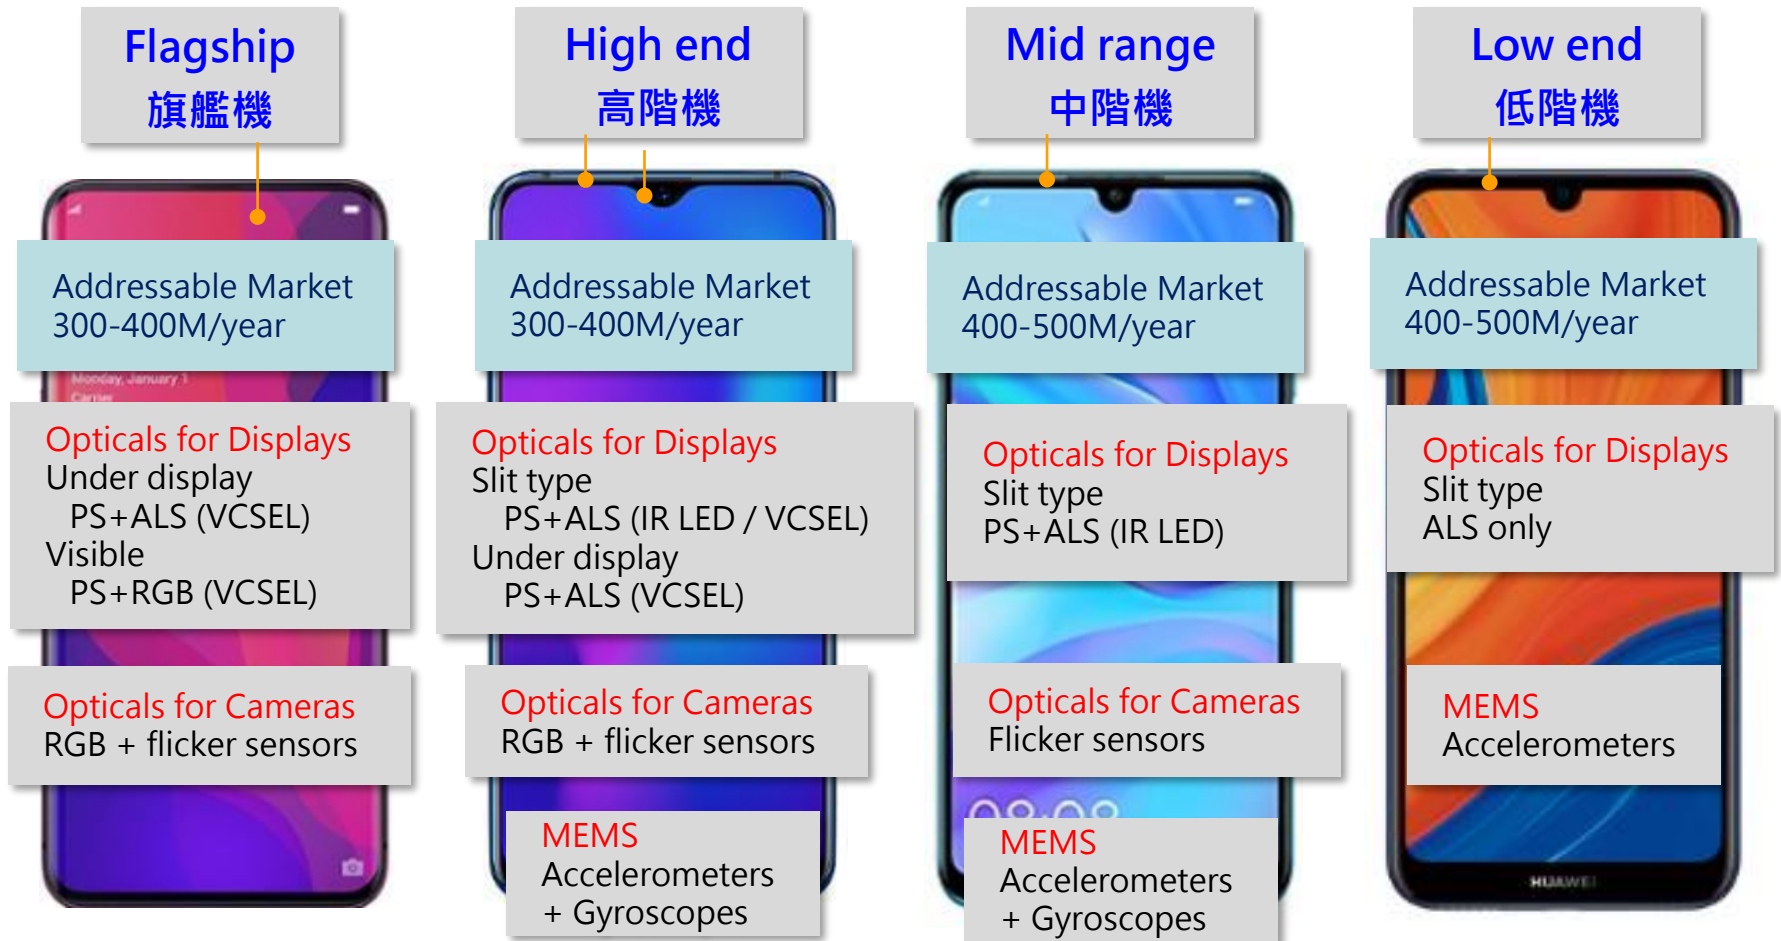 Flagship
旗艦機
High end
高階機
Mid range
中階機
Low end
低階機
Addressable Market
300-400M/year
Addressable Market
300-400M/year
Addressable Market
400-500M/year
Addressable Market
400-500M/year
Monday, January 1
Carrier
Opticals for Displays
Under display
PS+ALS (VCSEL)
Visible
PS+RGB (VCSEL)
Opticals for Displays
Slit type
PS+ALS (IR LED / VCSEL)
Under display
PS+ALS (VCSEL)
Opticals for Displays
Slit type
PS+ALS (IR LED)
Opticals for Displays
Slit type
ALS only
Opticals for Cameras
RGB + flicker sensors
Opticals for Cameras
RGB + flicker sensors
Opticals for Cameras
Flicker sensors
MEMS
Accelerometers
MEMS
Accelerometers
+ Gyroscopes
MEMS
Accelerometers
+ Gyroscopes
HUAWEI